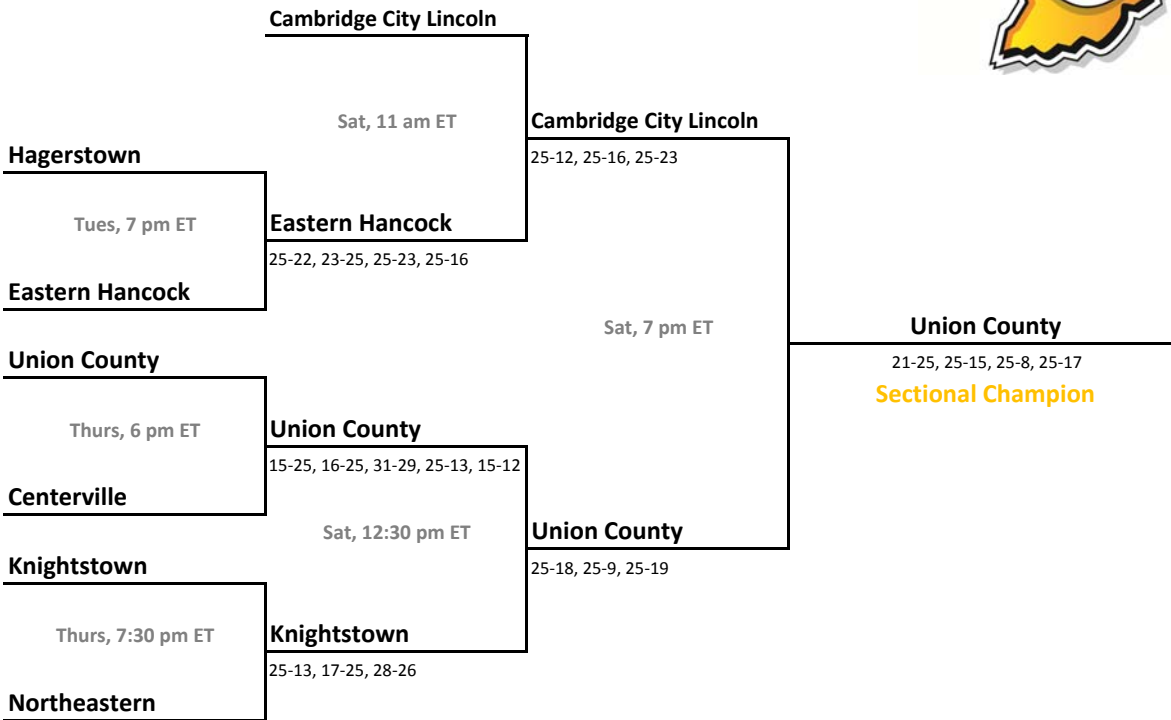 Cambridge City Lincoln
Sat, 11 am ET
Cambridge City Lincoln
Hagerstown
25-12, 25-16, 25-23
Tues, 7 pm ET
Eastern Hancock
25-22, 23-25, 25-23, 25-16
Eastern Hancock
Sat, 7 pm ET
Union County
Union County
21-25, 25-15, 25-8, 25-17
Sectional Champion
Thurs, 6 pm ET
Union County
15-25, 16-25, 31-29, 25-13, 15-12
Centerville
Sat, 12:30 pm ET
Union County
Knightstown
25-18, 25-9, 25-19
Thurs, 7:30 pm ET
Knightstown
25-13, 17-25, 28-26
Northeastern